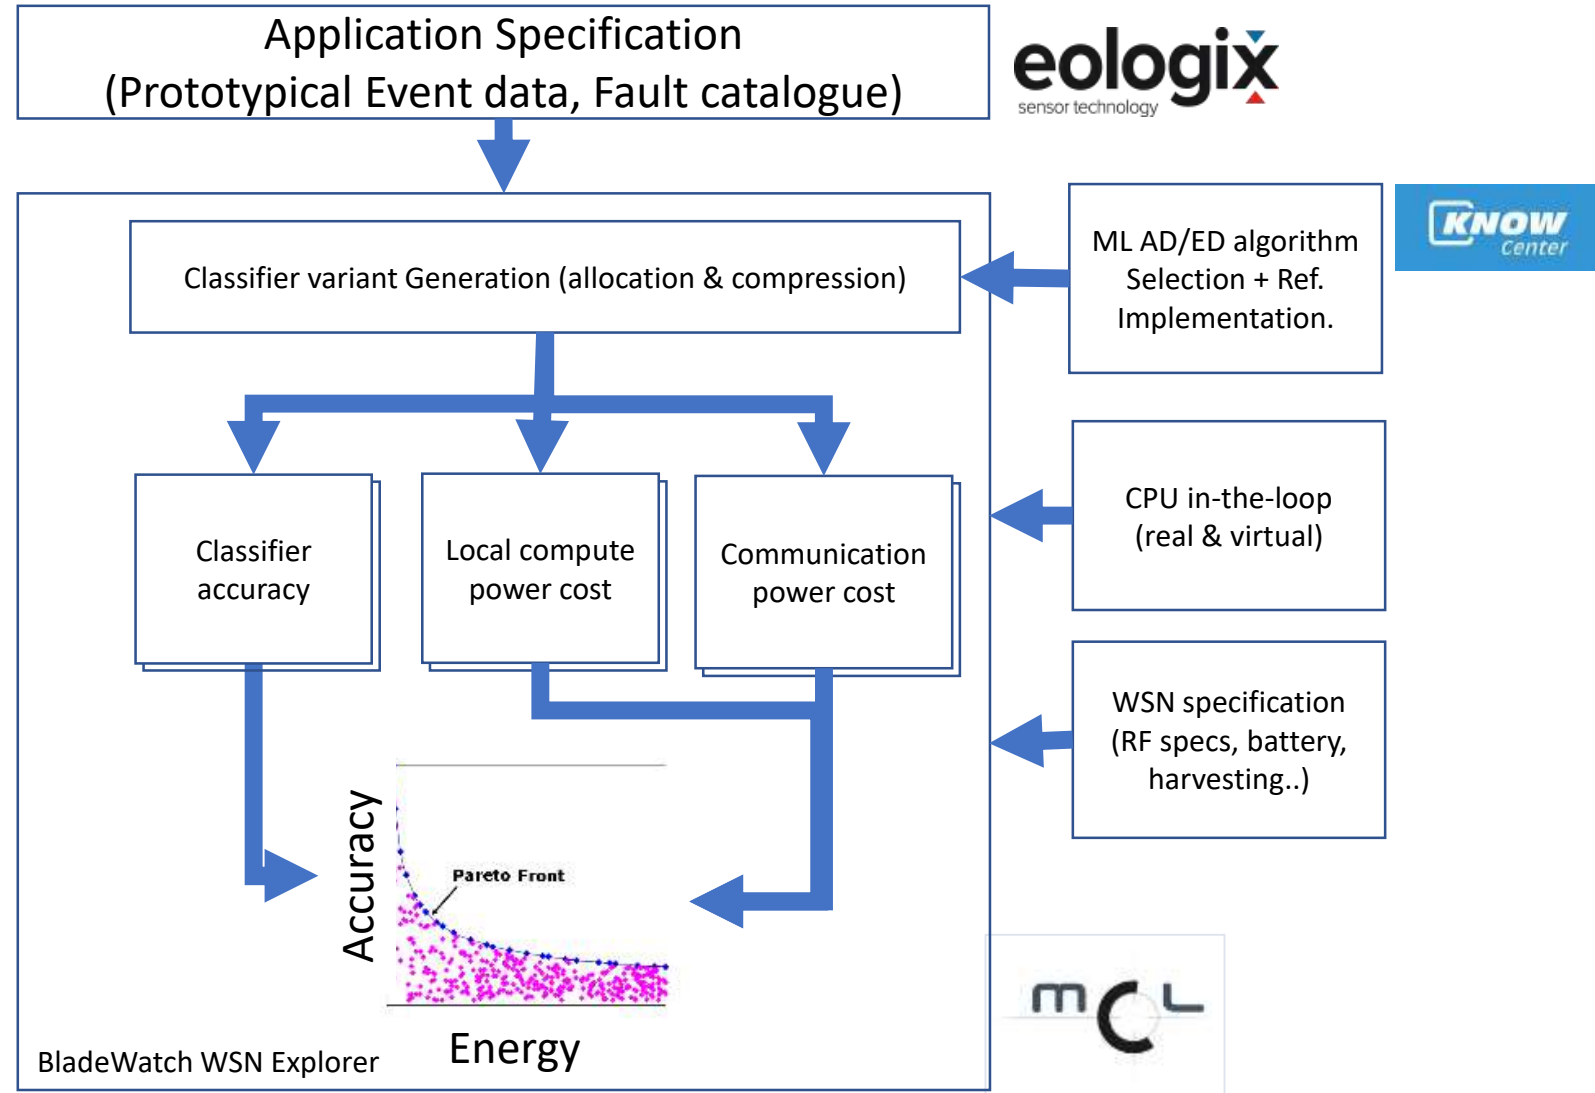 Application Specification
(Prototypical Event data, Fault catalogue)
eologix
sensor technology
Classifier variant Generation (allocation & compression)
ML AD/ED algorithm
Selection + Ref.
Implementation.
KNOW
Center
Classifier
accuracy
Local compute
power cost
Communication
power cost
CPU in-the-loop
(real & virtual)
WSN specification
(RF specs, battery,
harvesting..)
Accuracy
Pareto Front
Energy
BladeWatch WSN Explorer
mCL